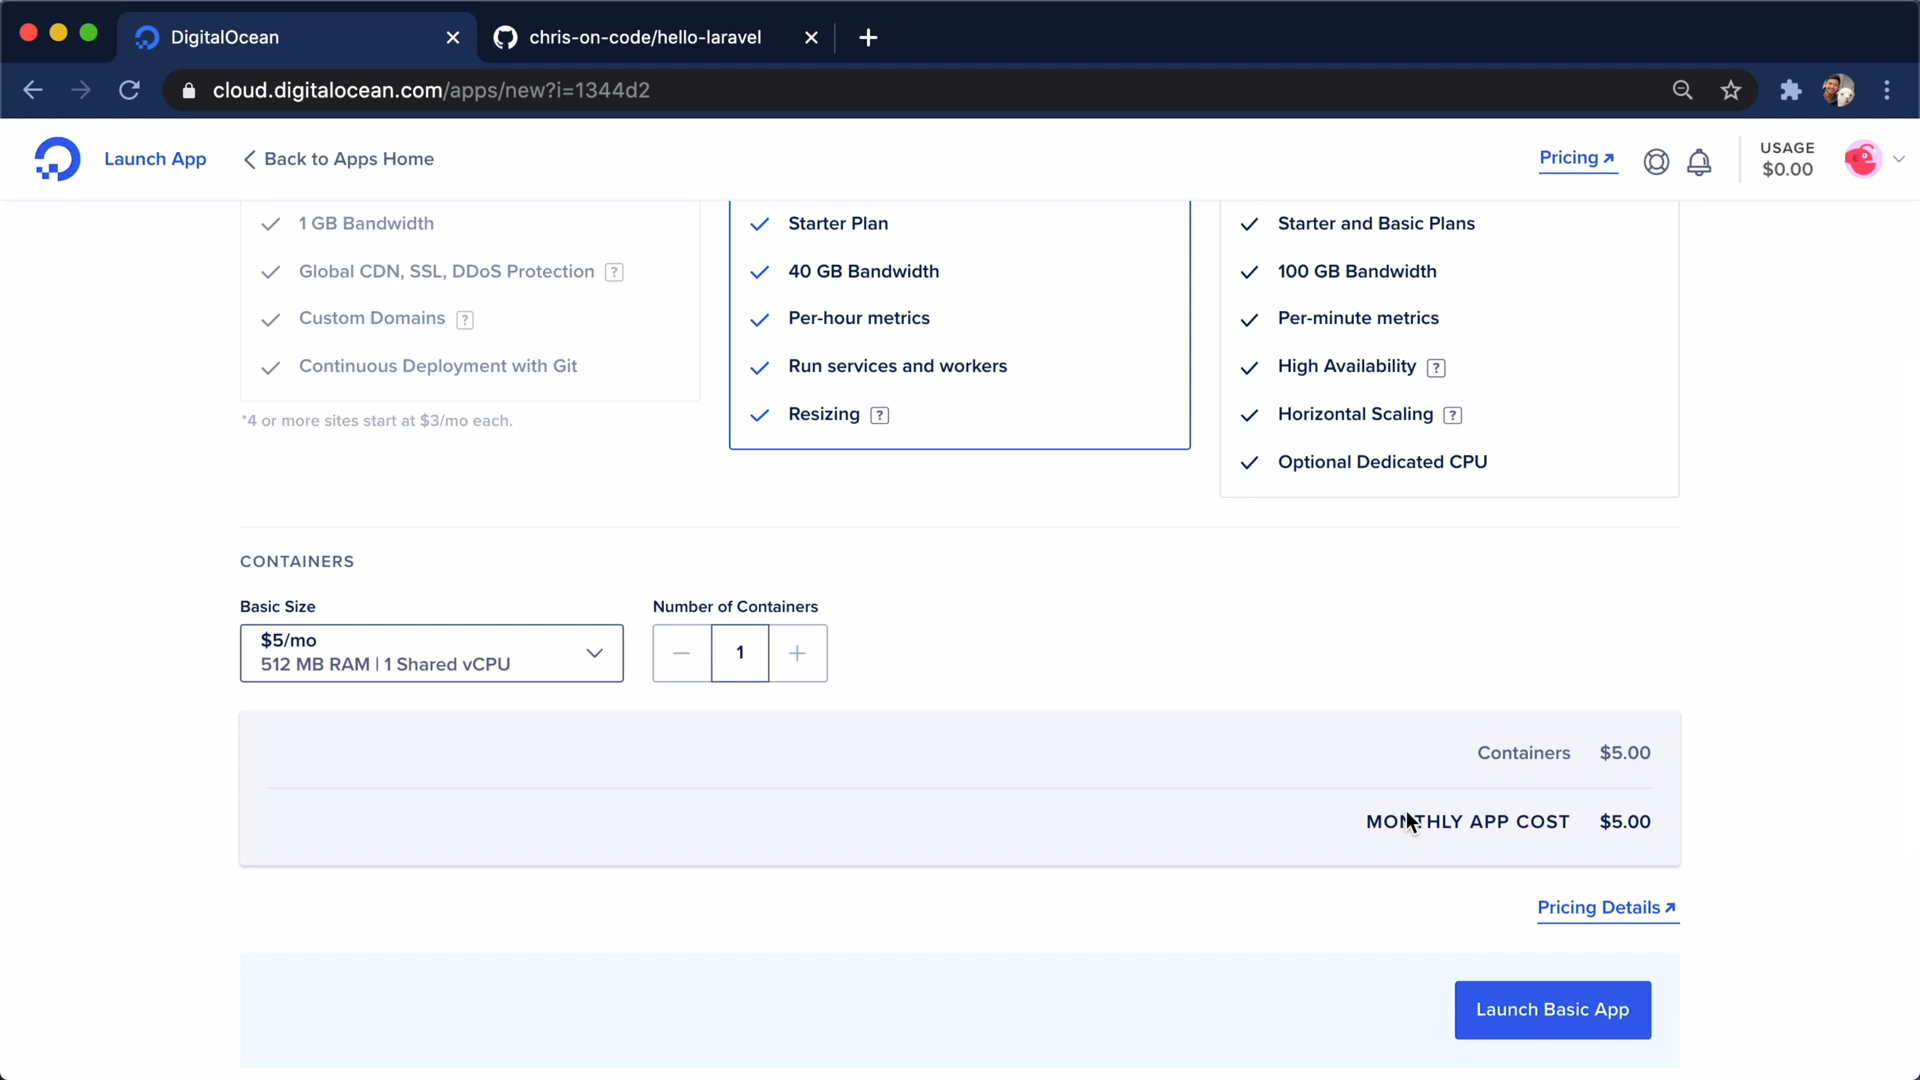 DigitalOcean
chris-on-code/hello-laravel
cloud.digitalocean.com/apps/new?i=1344d2
Launch App
Back to Apps Home
Pricing
USAGE
$0.00
1 GB Bandwidth
Global CDN, SSL, DDoS Protection ?
Custom Domains ?
Continuous Deployment with Git
*4 or more sites start at $3/mo each.
Starter Plan
40 GB Bandwidth
Per-hour metrics
Run services and workers
Resizing ?
Starter and Basic Plans
100 GB Bandwidth
Per-minute metrics
High Availability ?
Horizontal Scaling ?
Optional Dedicated CPU
CONTAINERS
Basic Size
$5/mo
512 MB RAM | 1 Shared vCPU
Number of Containers
1
Containers $5.00
MONTHLY APP COST $5.00
Pricing Details
Launch Basic App